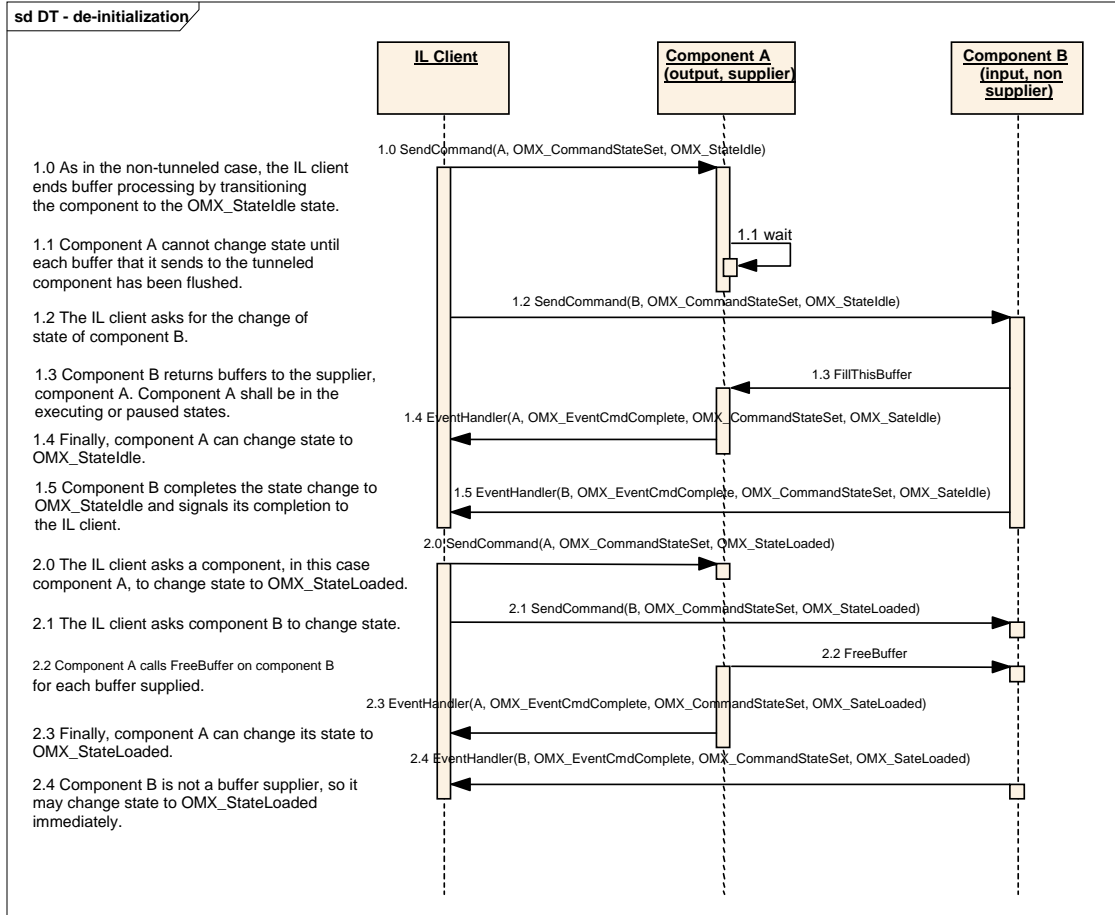 sd DT - de-initialization
IL Client
Component A
(output, supplier)
Component B
(input, non
supplier)
1.0 SendCommand(A, OMX_CommandStateSet, OMX_StateIdle)
1.0 As in the non-tunneled case, the IL client
ends buffer processing by transitioning
the component to the OMX_StateIdle state.
1.1 wait
1.1 Component A cannot change state until
each buffer that it sends to the tunneled
component has been flushed.
1.2 SendCommand(B, OMX_CommandStateSet, OMX_StateIdle)
1.2 The IL client asks for the change of
state of component B.
1.3 FillThisBuffer
1.3 Component B returns buffers to the supplier,
component A. Component A shall be in the
executing or paused states.
1.4 EventHandler(A, OMX_EventCmdComplete, OMX_CommandStateSet, OMX_SateIdle)
1.4 Finally, component A can change state to
OMX_StateIdle.
1.5 EventHandler(B, OMX_EventCmdComplete, OMX_CommandStateSet, OMX_SateIdle)
1.5 Component B completes the state change to
OMX_StateIdle and signals its completion to
the IL client.
2.0 SendCommand(A, OMX_CommandStateSet, OMX_StateLoaded)
2.0 The IL client asks a component, in this case
component A, to change state to OMX_StateLoaded.
2.1 SendCommand(B, OMX_CommandStateSet, OMX_StateLoaded)
2.1 The IL client asks component B to change state.
2.2 FreeBuffer
2.2 Component A calls FreeBuffer on component B
for each buffer supplied.
2.3 EventHandler(A, OMX_EventCmdComplete, OMX_CommandStateSet, OMX_SateLoaded)
2.3 Finally, component A can change its state to
OMX_StateLoaded.
2.4 EventHandler(B, OMX_EventCmdComplete, OMX_CommandStateSet, OMX_SateLoaded)
2.4 Component B is not a buffer supplier, so it
may change state to OMX_StateLoaded
immediately.